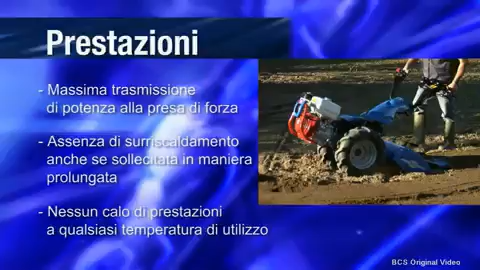 Prestazioni
- Massima trasmissione
di potenza alla presa di forza
- Assenza di surriscaldamento
anche se sollecitata in maniera
prolungata
- Nessun calo di prestazioni
a qualsiasi temperatura di utilizzo
BCS Original Video